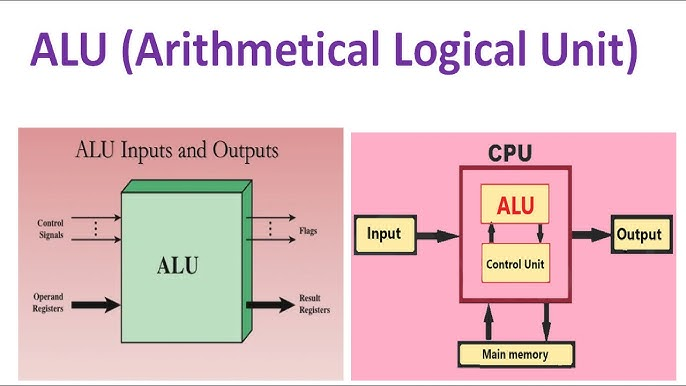 ALU (Arithmetical Logical Unit)
ALU Inputs and Outputs
Control
Signals
Flags
ALU
Operand
Registers
Result
Registers
CPU
ALU
Input
Output
Control Unit
Main memory